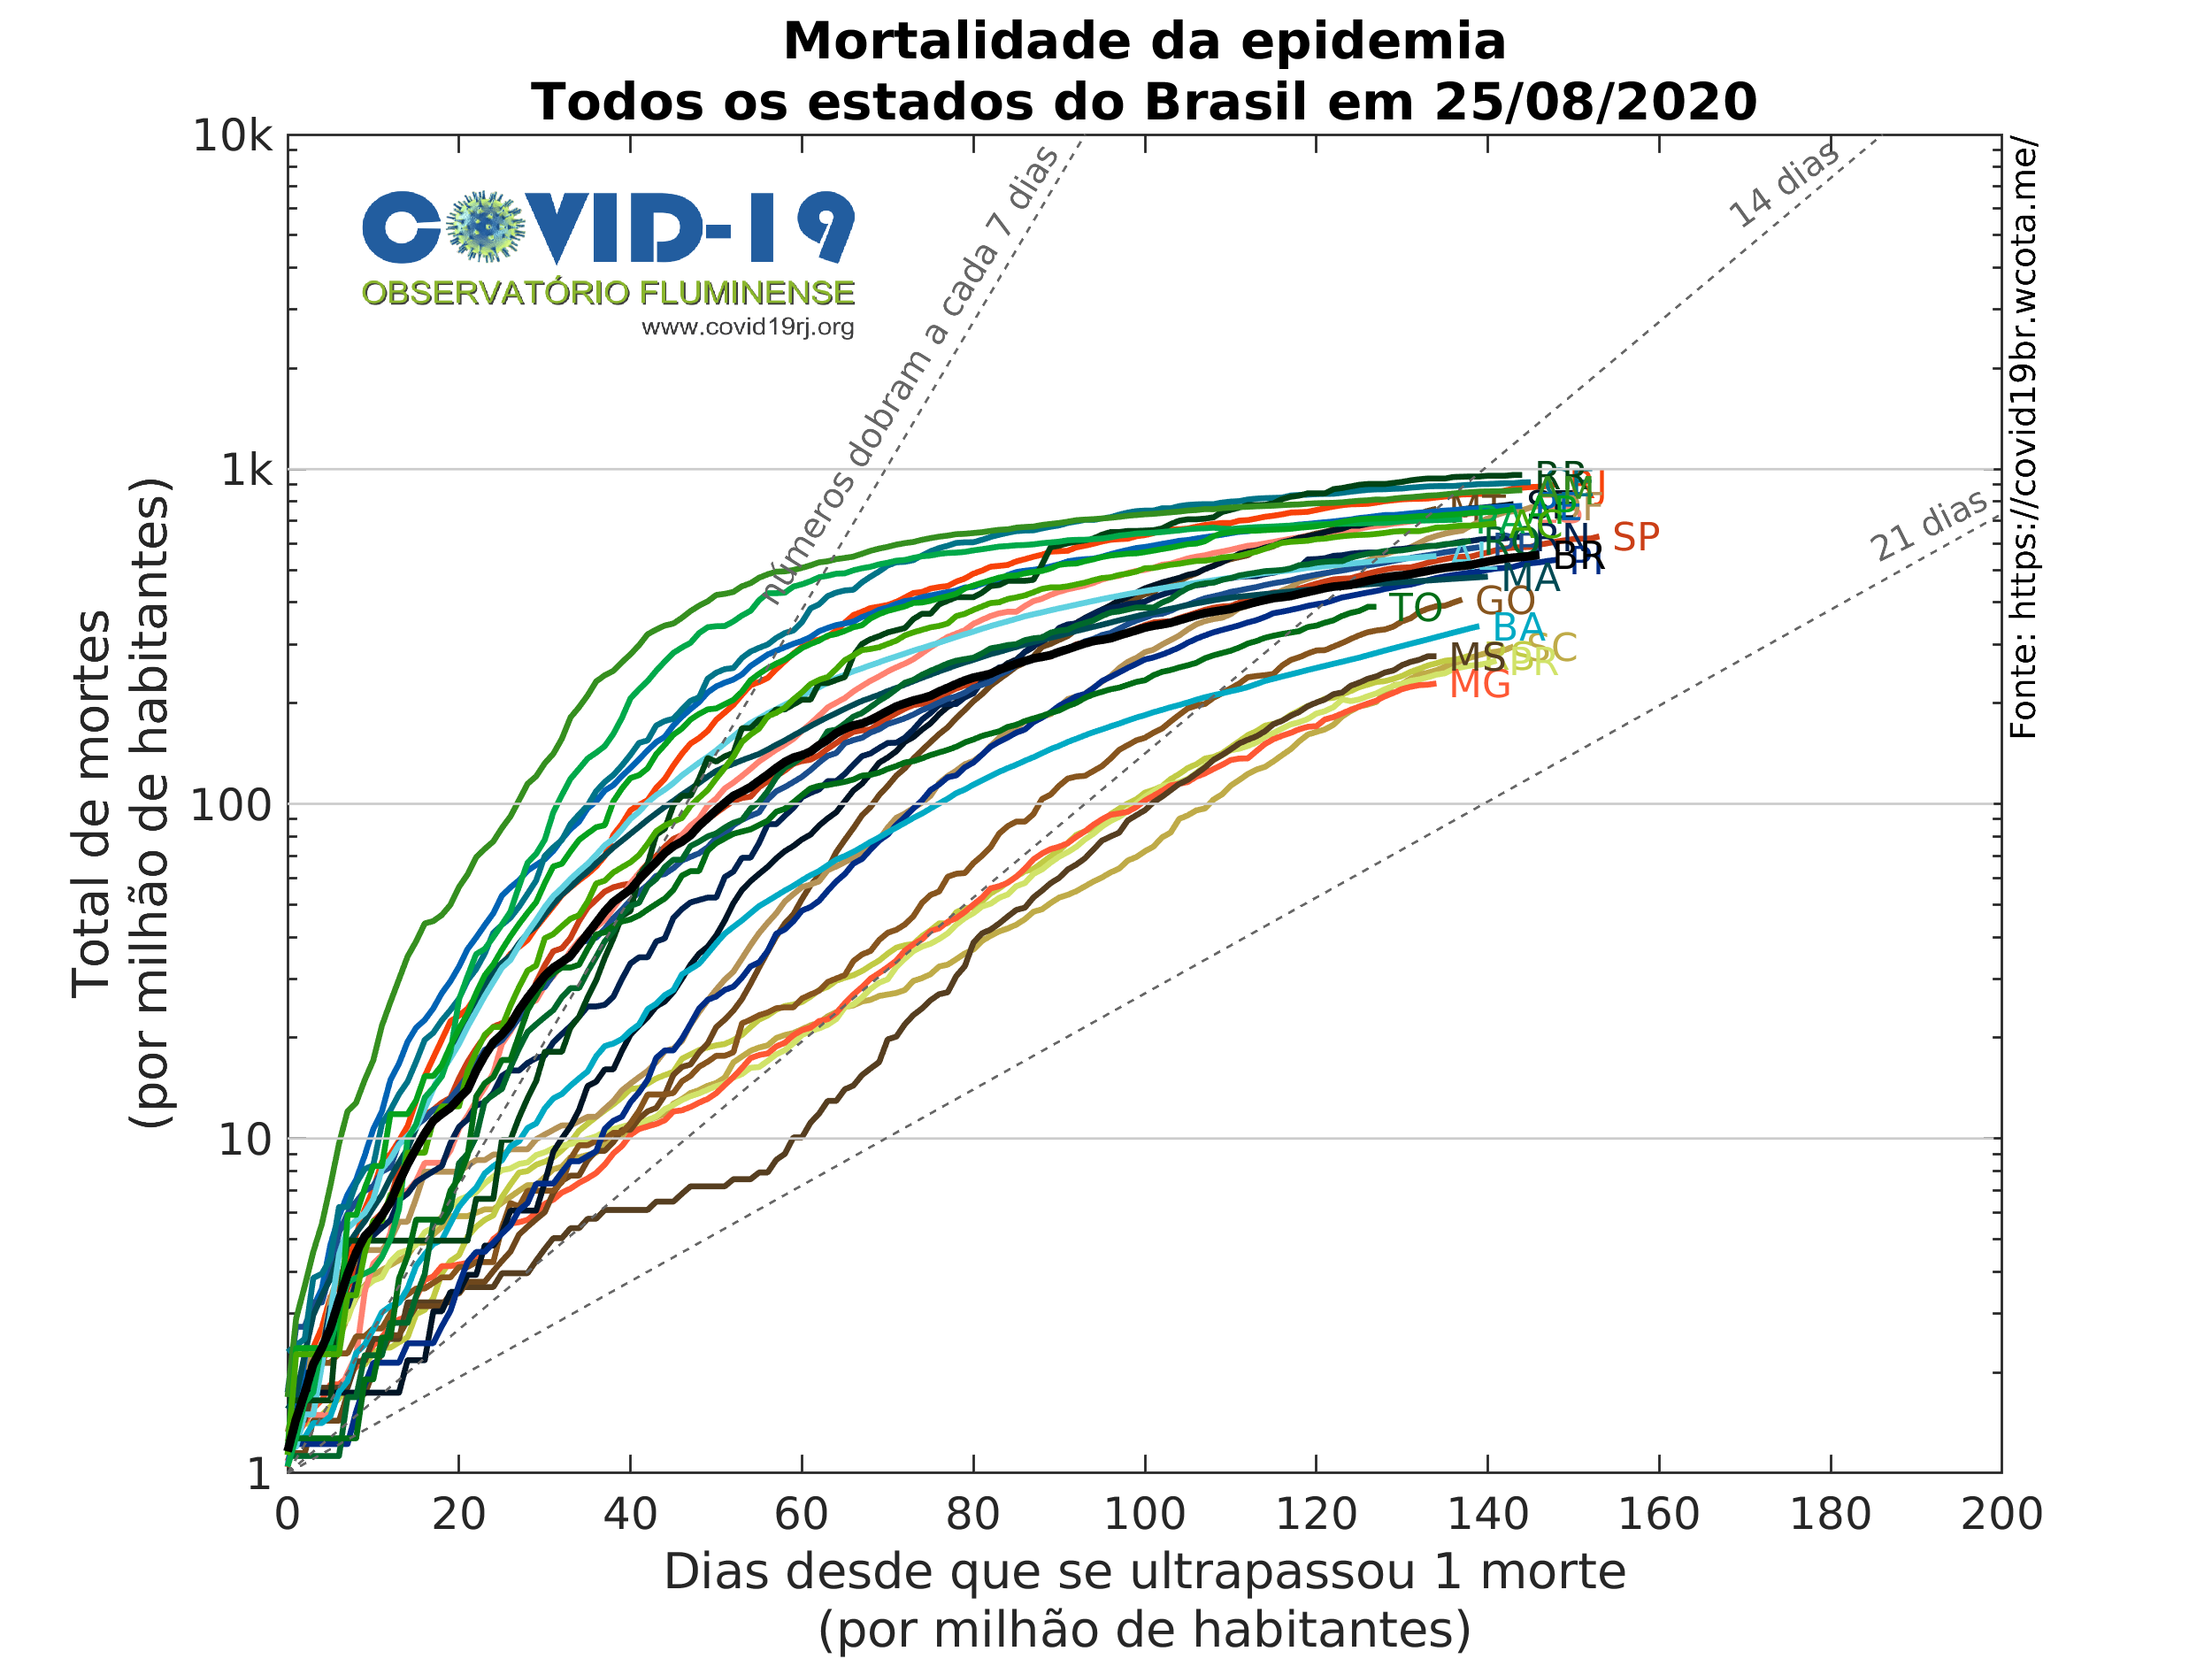 Mortalidade da epidemia
Todos os estados do Brasil em 25/08/2020
10k
1k
100
10
1
Total de mortes
(por milhão de habitantes)
COVID-19
OBSERVATÓRIO FLUMINENSE
www.covid19rj.org
números dobram a cada 7 dias
14 dias
21 dias
RR
SP
RN
BR
MA
GO
TO
BA
SC
MS
PR
MG
0 20 40 60 80 100 120 140 160 180 200
Dias desde que se ultrapassou 1 morte
(por milhão de habitantes)
Fonte: https://covid19br.wcota.me/